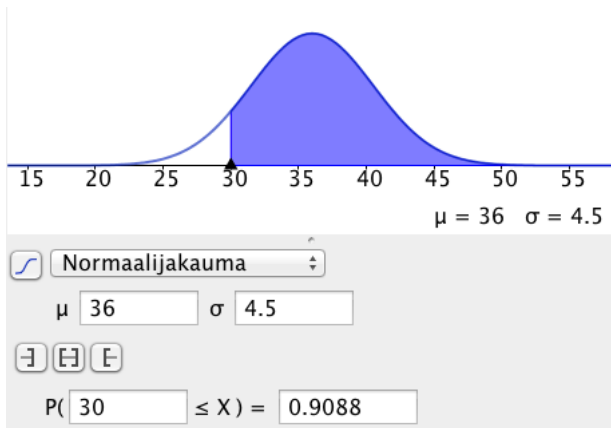 15 20 25 30 35 40 45 50 55
μ = 36 σ = 4.5
Normaalijakauma
μ 36 σ 4.5
P( 30 ≤ X ) = 0.9088